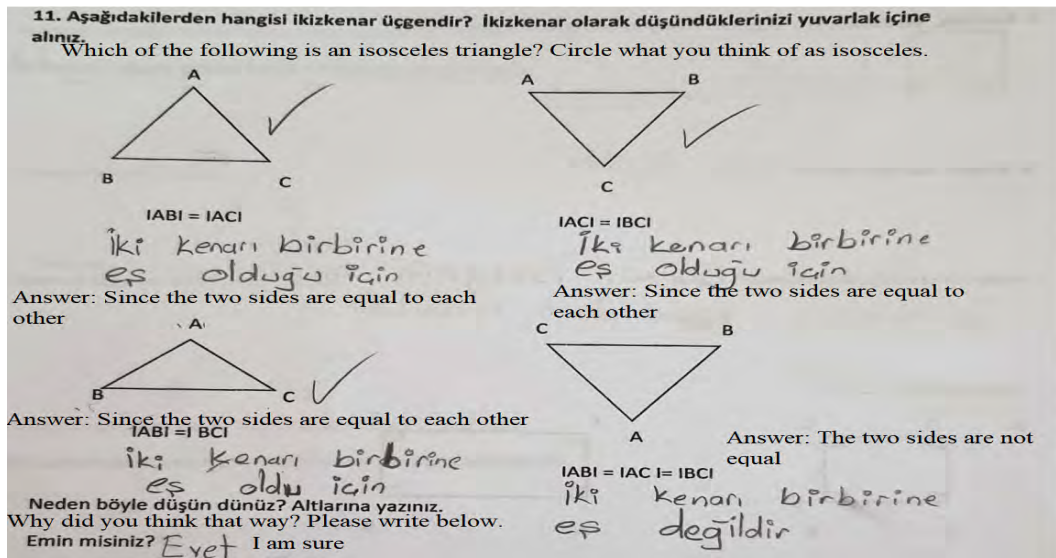 11. Aşağıdakilerden hangisi ikizkenar üçgendir? İkizkenar olarak düşündüklerinizi yuvarlak içine
alınız.
Which of the following is an isosceles triangle? Circle what you think of as isosceles.
A
B
C
IABI = IACI
İki kenarı birbirine
eş olduğu için
Answer: Since the two sides are equal to each
other
A
B
C
IACI = IBCI
İki kenarı birbirine
eş olduğu için
Answer: Since the two sides are equal to
each other
A
B
C
Answer: Since the two sides are equal to each other
IABI =I BCI
iki kenarı birbirine
eş oldu için
C
B
A
Answer: The two sides are not
equal
IABI = IAC I= IBCI
iki kenarı birbirine
eş değildir
Neden böyle düşün dünüz? Altlarına yazınız.
Why did you think that way? Please write below.
Emin misiniz? Evet I am sure